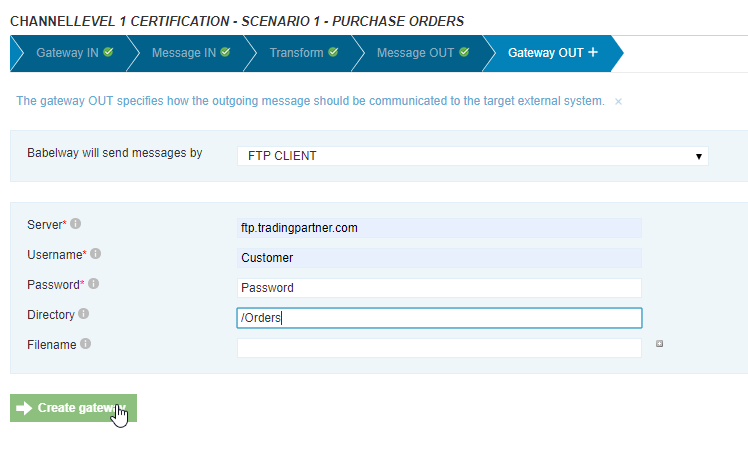 CHANNELLEVEL 1 CERTIFICATION - SCENARIO 1 - PURCHASE ORDERS
Gateway IN Message IN Transform Message OUT Gateway OUT +
The gateway OUT specifies how the outgoing message should be communicated to the target external system. ×
Babelway will send messages by FTP CLIENT
Server* ftp.tradingpartner.com
Username* Customer
Password* Password
Directory /Orders
Filename
Create gateway